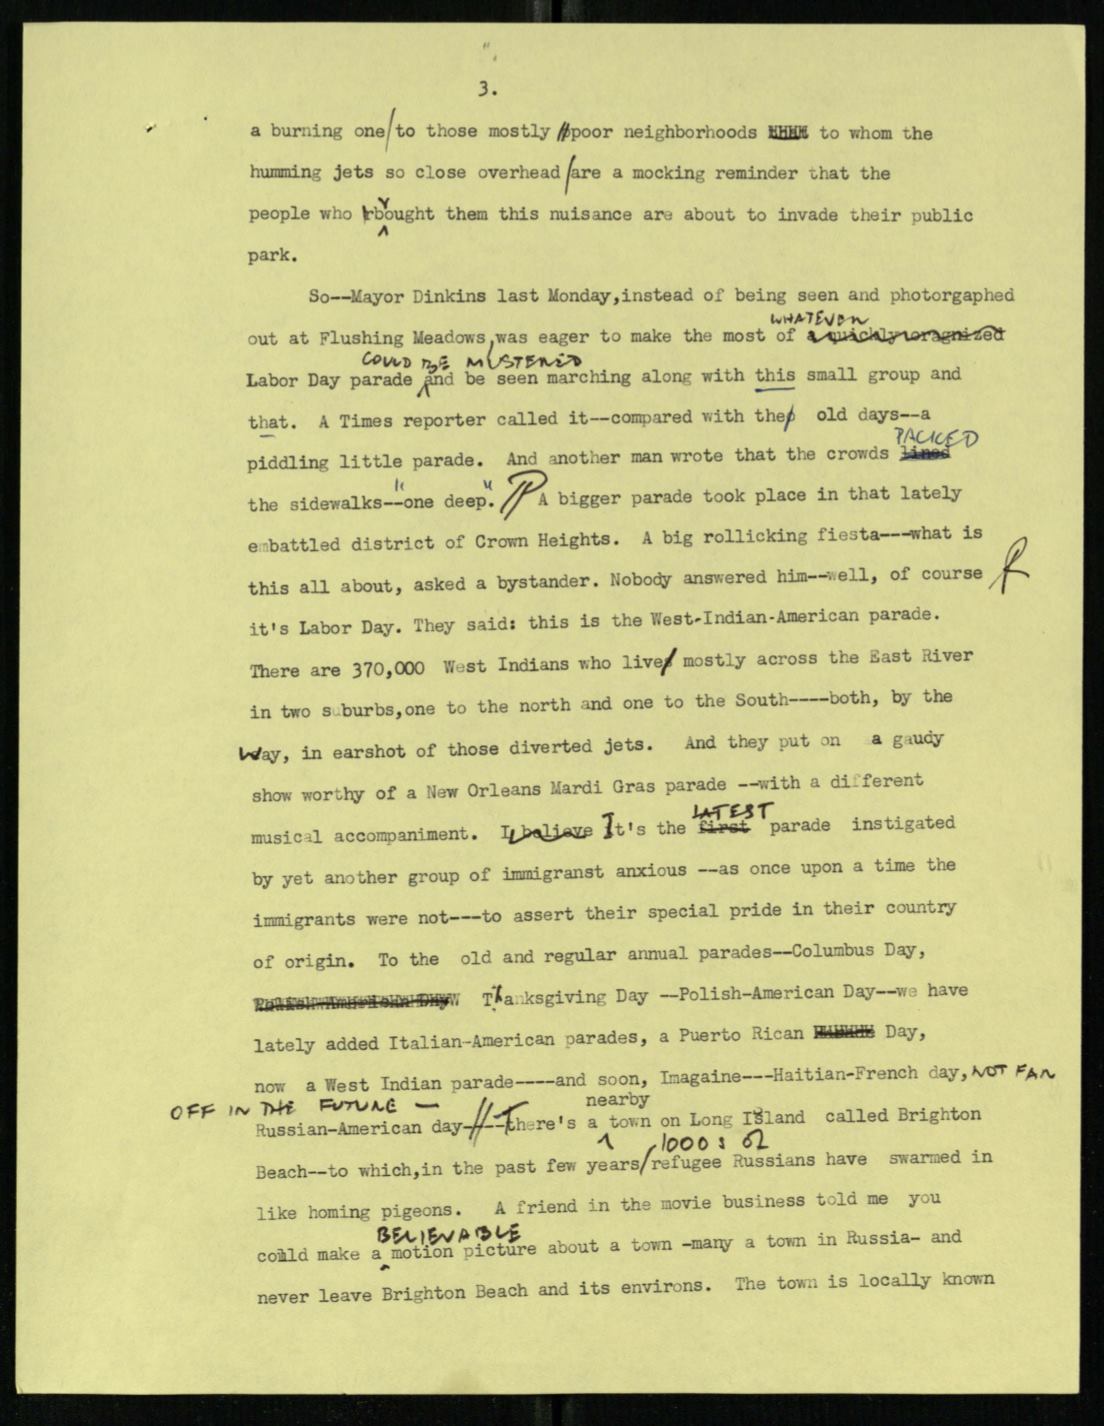 3.
a burning one/to those mostly poor neighborhoods to whom the
humming jets so close overhead/are a mocking reminder that the
people who bought them this nuisance are about to invade their public
park.
So--Mayor Dinkins last Monday,instead of being seen and photorgaphed
WHATEVER
out at Flushing Meadows,was eager to make the most of a quickly oragnized
COULD BE MUSTERED
Labor Day parade and be seen marching along with this small group and
that. A Times reporter called it--compared with the old days--a
PACKED
piddling little parade. And another man wrote that the crowds lined
the sidewalks--"one deep". A bigger parade took place in that lately
embattled district of Crown Heights. A big rollicking fiesta---what is
this all about, asked a bystander. Nobody answered him--well, of course
it's Labor Day. They said: this is the West-Indian-American parade.
There are 370,000 West Indians who live mostly across the East River
in two suburbs,one to the north and one to the South----both, by the
way, in earshot of those diverted jets. And they put on a gaudy
show worthy of a New Orleans Mardi Gras parade --with a different
LATEST
musical accompaniment. I believe It's the first parade instigated
by yet another group of immigranst anxious --as once upon a time the
immigrants were not---to assert their special pride in their country
of origin. To the old and regular annual parades--Columbus Day,
Thanksgiving Day --Polish-American Day--we have
lately added Italian-American parades, a Puerto Rican Day,
now a West Indian parade----and soon, Imagaine---Haitian-French day, NOT FAR
OFF IN THE FUTURE — nearby
Russian-American day--There's a town on Long Island called Brighton
, 1000s of
Beach--to which,in the past few years/refugee Russians have swarmed in
like homing pigeons. A friend in the movie business told me you
BELIEVABLE
could make a motion picture about a town -many a town in Russia- and
never leave Brighton Beach and its environs. The town is locally known